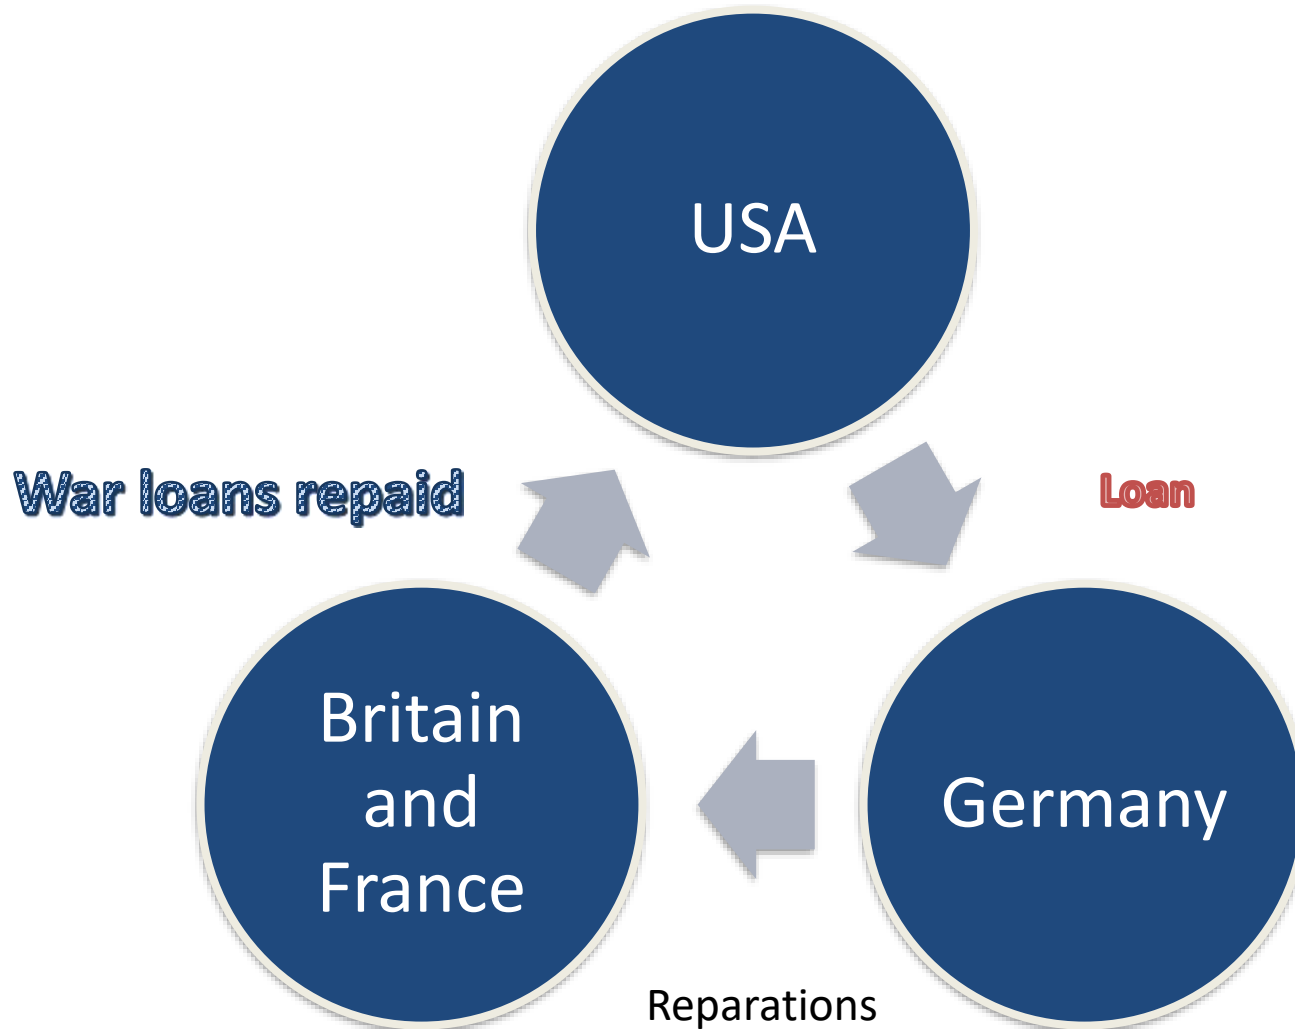 USA
War loans repaid
Loan
Britain
and
France
Germany
Reparations